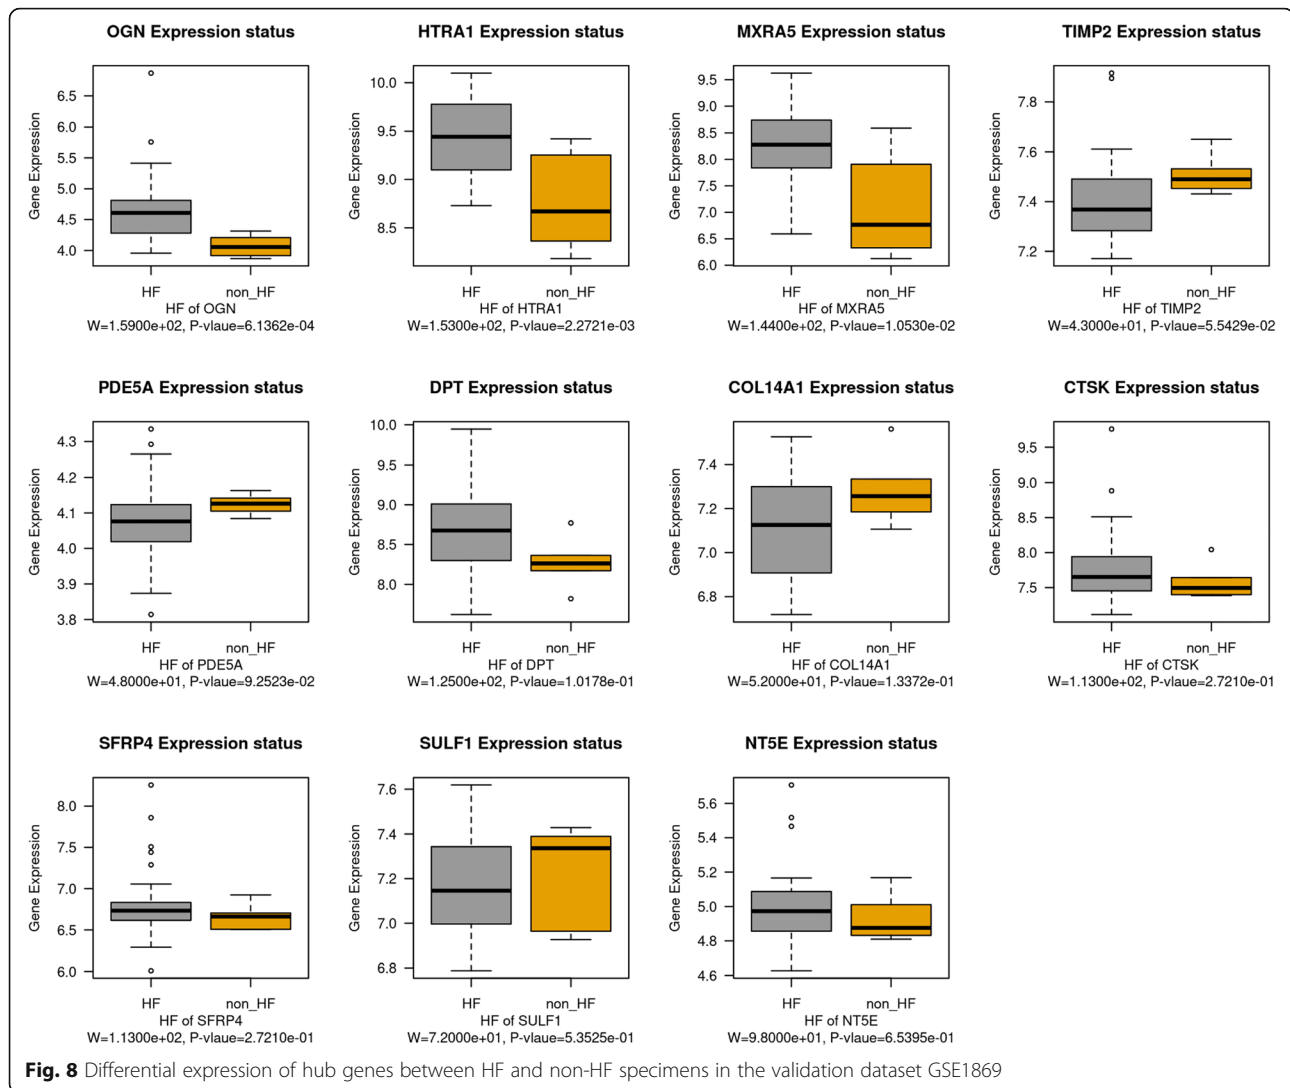 OGN Expression status
Gene Expression
6.5
6.0
5.5
5.0
4.5
4.0
HF non_HF
HF of OGN
W=1.5900e+02, P-vlaue=6.1362e-04
HTRA1 Expression status
Gene Expression
10.0
9.5
9.0
8.5
HF non_HF
HF of HTRA1
W=1.5300e+02, P-vlaue=2.2721e-03
MXRA5 Expression status
Gene Expression
9.5
9.0
8.5
8.0
7.5
7.0
6.5
6.0
HF non_HF
HF of MXRA5
W=1.4400e+02, P-vlaue=1.0530e-02
TIMP2 Expression status
Gene Expression
7.8
7.6
7.4
7.2
HF non_HF
HF of TIMP2
W=4.3000e+01, P-vlaue=5.5429e-02
PDE5A Expression status
Gene Expression
4.3
4.2
4.1
4.0
3.9
3.8
HF non_HF
HF of PDE5A
W=4.8000e+01, P-vlaue=9.2523e-02
DPT Expression status
Gene Expression
10.0
9.5
9.0
8.5
8.0
HF non_HF
HF of DPT
W=1.2500e+02, P-vlaue=1.0178e-01
COL14A1 Expression status
Gene Expression
7.4
7.2
7.0
6.8
HF non_HF
HF of COL14A1
W=5.2000e+01, P-vlaue=1.3372e-01
CTSK Expression status
Gene Expression
9.5
9.0
8.5
8.0
7.5
HF non_HF
HF of CTSK
W=1.1300e+02, P-vlaue=2.7210e-01
SFRP4 Expression status
Gene Expression
8.0
7.5
7.0
6.5
6.0
HF non_HF
HF of SFRP4
W=1.1300e+02, P-vlaue=2.7210e-01
SULF1 Expression status
Gene Expression
7.6
7.4
7.2
7.0
6.8
HF non_HF
HF of SULF1
W=7.2000e+01, P-vlaue=5.3525e-01
NT5E Expression status
Gene Expression
5.6
5.4
5.2
5.0
4.8
4.6
HF non_HF
HF of NT5E
W=9.8000e+01, P-vlaue=6.5395e-01
Fig. 8 Differential expression of hub genes between HF and non-HF specimens in the validation dataset GSE1869